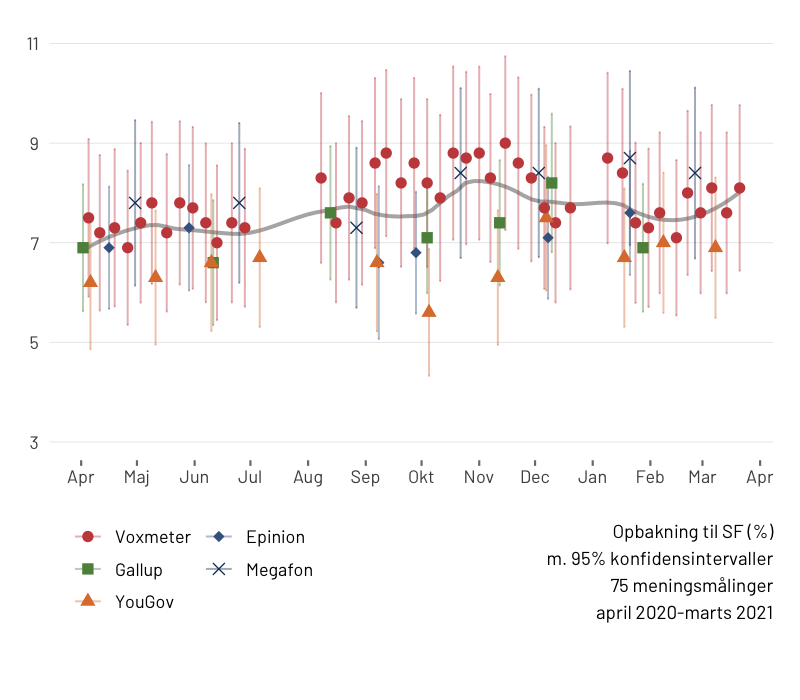 11
9
7
5
3
Apr Maj Jun Jul Aug Sep Okt Nov Dec Jan Feb Mar Apr
Voxmeter Epinion
Gallup Megafon
YouGov
Opbakning til SF (%)
m. 95% konfidensintervaller
75 meningsmålinger
april 2020-marts 2021